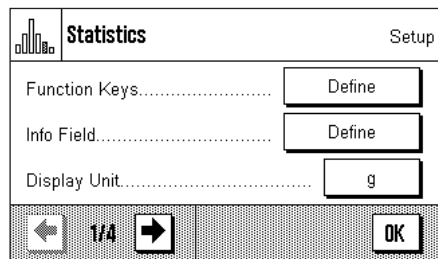 Statistics Setup
Function Keys........................... Define
Info Field.................................. Define
Display Unit..................................... g
1/4 OK